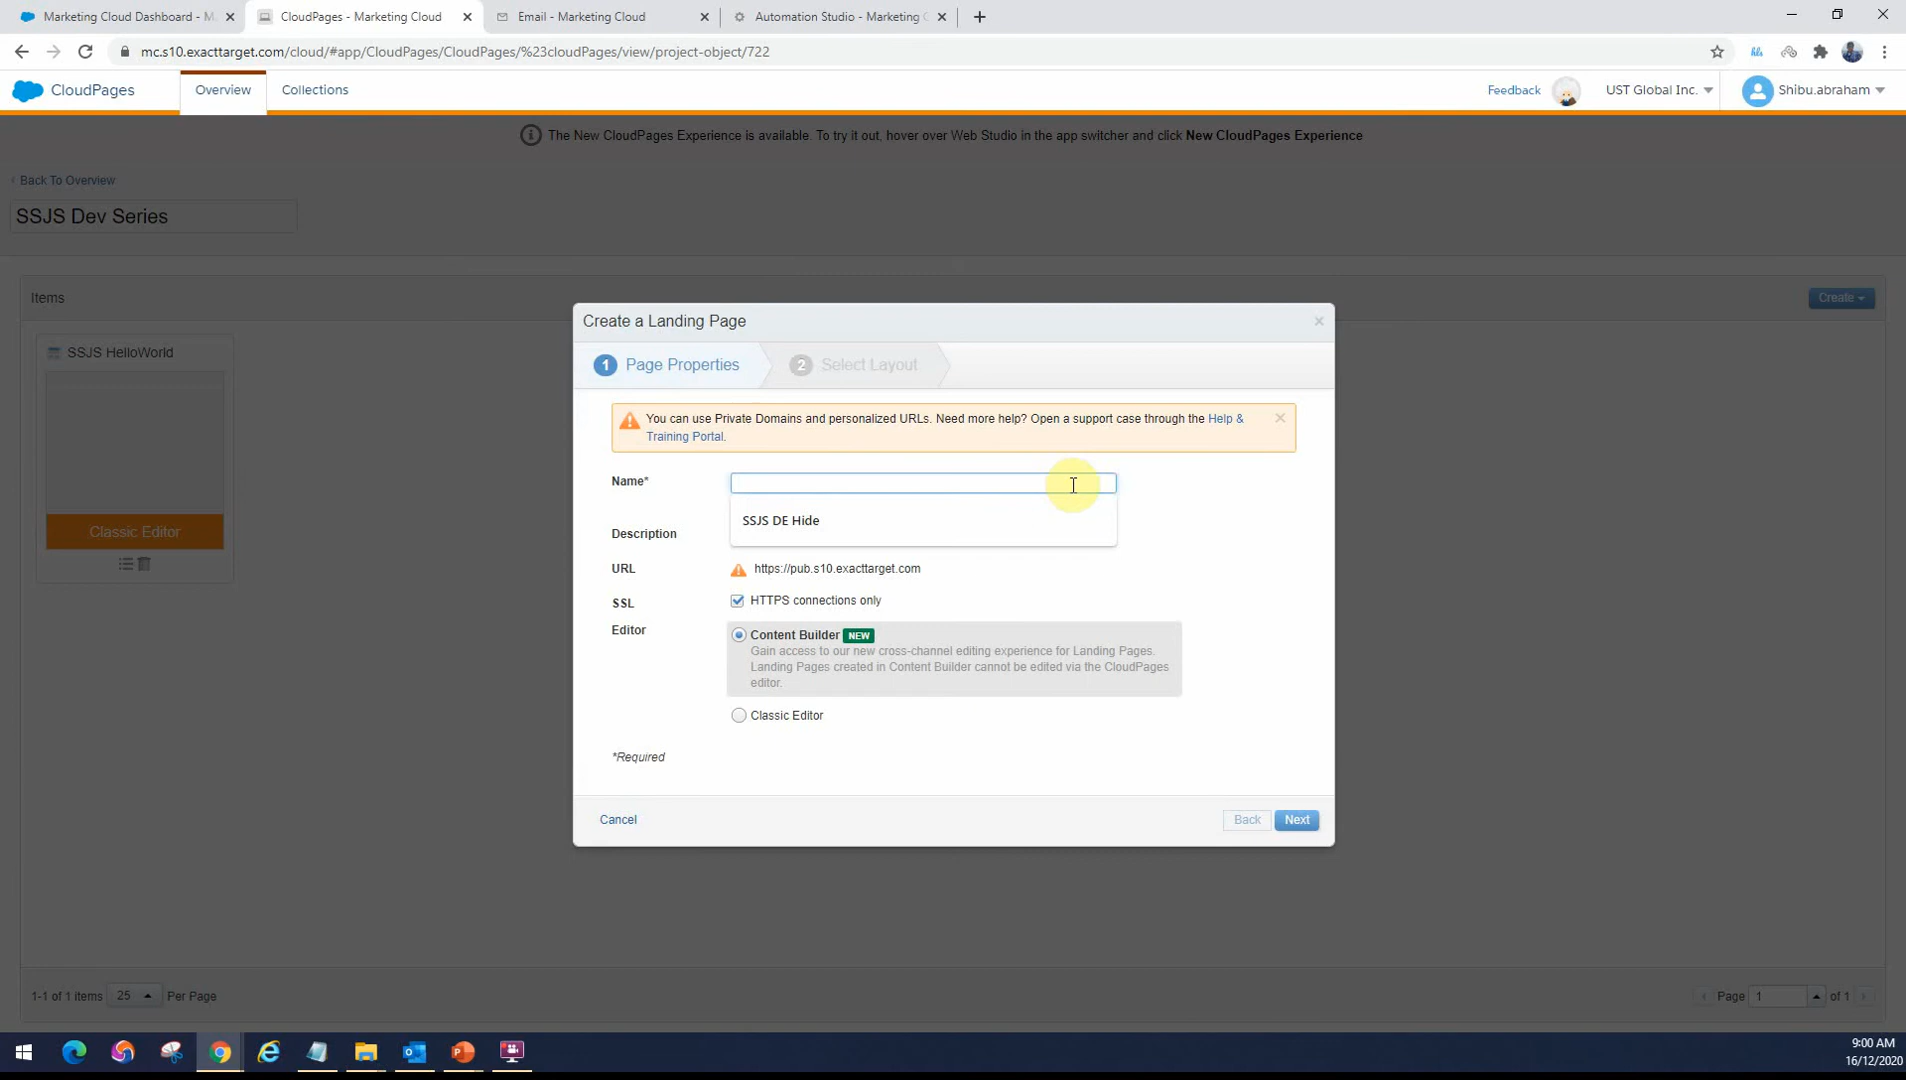 Marketing Cloud Dashboard - M
CloudPages - Marketing Cloud
Email - Marketing Cloud
Automation Studio - Marketing C
mc.s10.exacttarget.com/cloud/#app/CloudPages/CloudPages/%23cloudPages/view/project-object/722
CloudPages
Overview
Collections
Feedback
UST Global Inc.
Shibu.abraham
The New CloudPages Experience is available. To try it out, hover over Web Studio in the app switcher and click New CloudPages Experience
Back To Overview
SSJS Dev Series
Items
Create
SSJS HelloWorld
Classic Editor
Create a Landing Page
1 Page Properties
2 Select Layout
You can use Private Domains and personalized URLs. Need more help? Open a support case through the Help &
Training Portal.
Name*
SSJS DE Hide
Description
URL
https://pub.s10.exacttarget.com
SSL
HTTPS connections only
Editor
Content Builder NEW
Gain access to our new cross-channel editing experience for Landing Pages.
Landing Pages created in Content Builder cannot be edited via the CloudPages
editor.
Classic Editor
*Required
Cancel
Back
Next
1-1 of 1 items 25 Per Page
Page 1 of 1
9:00 AM
16/12/2020